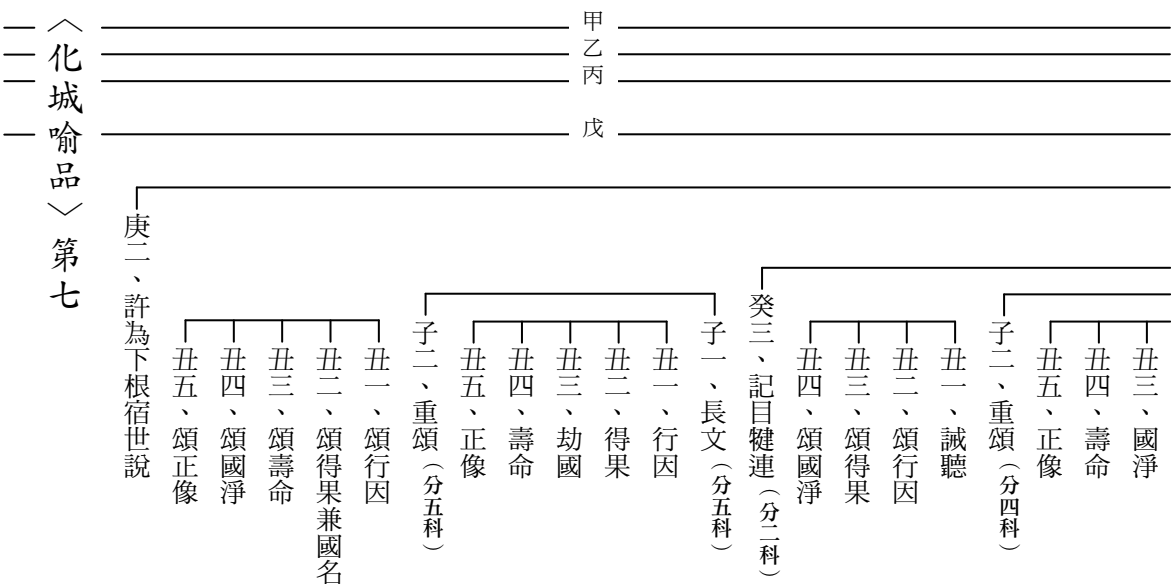 甲
乙
丙
戊
丑三、國淨
丑四、壽命
丑五、正像
子二、重頌(分四科)
丑一、誡聽
丑二、頌行因
丑三、頌得果
丑四、頌國淨
癸三、記目犍連(分二科)
子一、長文(分五科)
丑一、行因
丑二、得果
丑三、劫國
丑四、壽命
丑五、正像
子二、重頌(分五科)
丑一、頌行因
丑二、頌得果兼國名
丑三、頌壽命
丑四、頌國淨
丑五、頌正像
庚二、許為下根宿世說
〈化城喻品〉第七